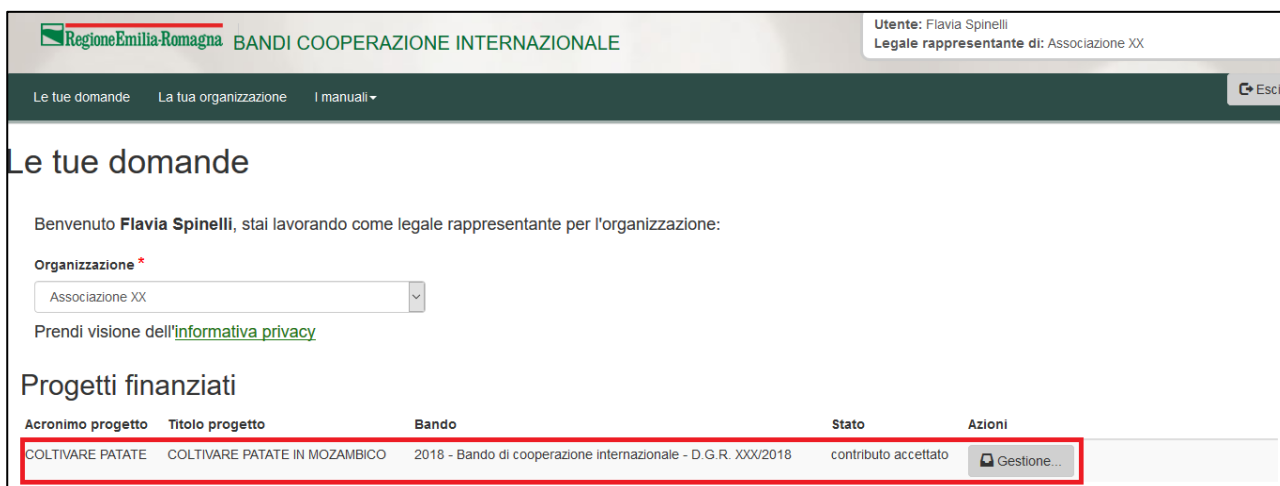 RegioneEmilia-Romagna BANDI COOPERAZIONE INTERNAZIONALE
Utente: Flavia Spinelli
Legale rappresentante di: Associazione XX
Le tue domande La tua organizzazione I manuali
Esci
Le tue domande
Benvenuto Flavia Spinelli, stai lavorando come legale rappresentante per l'organizzazione:
Organizzazione *
Associazione XX
Prendi visione dell'informativa privacy
Progetti finanziati
Acronimo progetto Titolo progetto Bando Stato Azioni
COLTIVARE PATATE COLTIVARE PATATE IN MOZAMBICO 2018 - Bando di cooperazione internazionale - D.G.R. XXX/2018 contributo accettato Gestione...